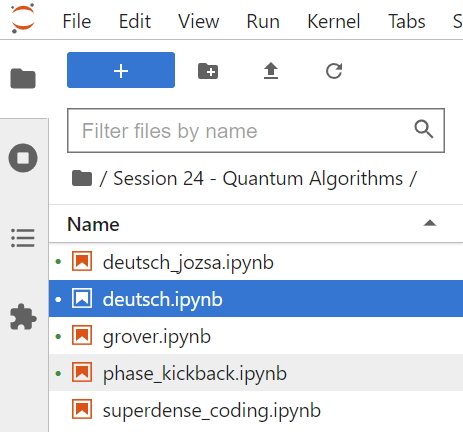 File Edit View Run Kernel Tabs S
+
Filter files by name
/ Session 24 - Quantum Algorithms /
Name
deutsch_jozsa.ipynb
deutsch.ipynb
grover.ipynb
phase_kickback.ipynb
superdense_coding.ipynb